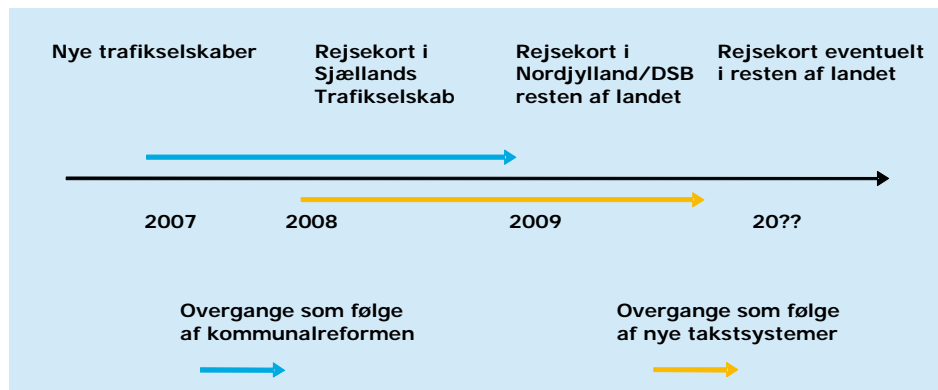 Nye trafikselskaber
Rejsekort i
Sjællands
Trafikselskab
Rejsekort i
Nordjylland/DSB
resten af landet
Rejsekort eventuelt
i resten af landet
2007
2008
2009
20??
Overgange som følge
af kommunalreformen
Overgange som følge
af nye takstsystemer